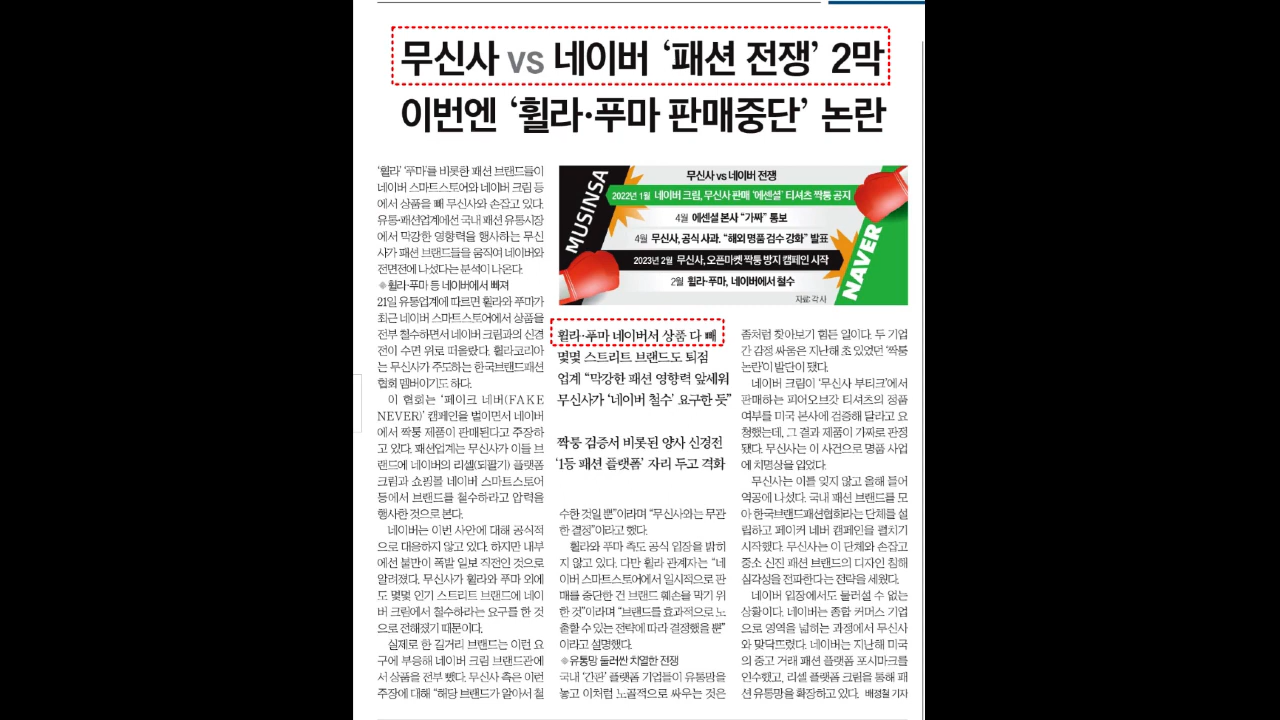 무신사 vs 네이버 ‘패션 전쟁’ 2막
이번엔 ‘휠라·푸마 판매중단’ 논란
‘휠라’ ‘푸마’를 비롯한 패션 브랜드들이
네이버 스마트스토어와 네이버 크림 등
에서 상품을 빼 무신사와 손잡고 있다.
유통·패션업계에선 국내 패션 유통시장
에서 막강한 영향력을 행사하는 무신
사가 패션 브랜드들을 움직여 네이버와
전면전에 나섰다는 분석이 나온다.
◈휠라·푸마 등 네이버에서 빠져
21일 유통업계에 따르면 휠라와 푸마가
최근 네이버 스마트스토어에서 상품을
전부 철수하면서 네이버 크림과의 신경
전이 수면 위로 떠올랐다. 휠라코리아
는 무신사가 주도하는 한국브랜드패션
협회 멤버이기도 하다.
이 협회는 ‘페이크 네버(FAKE
NEVER)’ 캠페인을 벌이면서 네이버
에서 짝퉁 제품이 판매된다고 주장하
고 있다. 패션업계는 무신사가 이들 브
랜드에 네이버의 리셀(되팔기) 플랫폼
크림과 쇼핑몰 네이버 스마트스토어
등에서 브랜드를 철수하라고 압력을
행사한 것으로 본다.
네이버는 이번 사안에 대해 공식적
으로 대응하지 않고 있다. 하지만 내부
에선 불만이 폭발 일보 직전인 것으로
알려졌다. 무신사가 휠라와 푸마 외에
도 몇몇 인기 스트리트 브랜드에 네이
버 크림에서 철수하라는 요구를 한 것
으로 전해졌기 때문이다.
실제로 한 길거리 브랜드는 이런 요
구에 부응해 네이버 크림 브랜드관에
서 상품을 전부 뺐다. 무신사 측은 이런
주장에 대해 “해당 브랜드가 알아서 철
MUSINSA
무신사 vs 네이버 전쟁
2022년 1월 네이버 크림, 무신사 판매 ‘에센셜’ 티셔츠 짝퉁 공지
4월 에센셜 본사 “가짜” 통보
4월 무신사, 공식 사과, “해외 명품 검수 강화” 발표
2023년 2월 무신사, 오픈마켓 짝퉁 방지 캠페인 시작
2월 휠라·푸마, 네이버에서 철수
자료: 각 사
NAVER
휠라·푸마 네이버서 상품 다 빼
몇몇 스트리트 브랜드도 퇴점
업계 “막강한 패션 영향력 앞세워
무신사가 ‘네이버 철수’ 요구한 듯”
짝퉁 검증서 비롯된 양사 신경전
‘1등 패션 플랫폼’ 자리 두고 격화
수한 것일 뿐”이라며 “무신사와는 무관
한 결정”이라고 했다.
휠라와 푸마 측도 공식 입장을 밝히
지 않고 있다. 다만 휠라 관계자는 “네
이버 스마트스토어에서 일시적으로 판
매를 중단한 건 브랜드 훼손을 막기 위
한 것”이라며 “브랜드를 효과적으로 노
출할 수 있는 전략에 따라 결정했을 뿐”
이라고 설명했다.
◈유통망 둘러싼 치열한 전쟁
국내 ‘간판’ 플랫폼 기업들이 유통망을
놓고 이처럼 노골적으로 싸우는 것은
좀처럼 찾아보기 힘든 일이다. 두 기업
간 감정 싸움은 지난해 초 있었던 ‘짝퉁
논란’이 발단이 됐다.
네이버 크림이 ‘무신사 부티크’에서
판매하는 피어오브갓 티셔츠의 정품
여부를 미국 본사에 검증해 달라고 요
청했는데, 그 결과 제품이 가짜로 판정
됐다. 무신사는 이 사건으로 명품 사업
에 치명상을 입었다.
무신사는 이를 잊지 않고 올해 들어
역공에 나섰다. 국내 패션 브랜드를 모
아 한국브랜드패션협회라는 단체를 설
립하고 페이커 네버 캠페인을 펼치기
시작했다. 무신사는 이 단체와 손잡고
중소 신진 패션 브랜드의 디자인 침해
심각성을 전파한다는 전략을 세웠다.
네이버 입장에서도 물러설 수 없는
상황이다. 네이버는 종합 커머스 기업
으로 영역을 넓히는 과정에서 무신사
와 맞닥뜨렸다. 네이버는 지난해 미국
의 중고 거래 패션 플랫폼 포시마크를
인수했고, 리셀 플랫폼 크림을 통해 패
션 유통망을 확장하고 있다. 배정철 기자